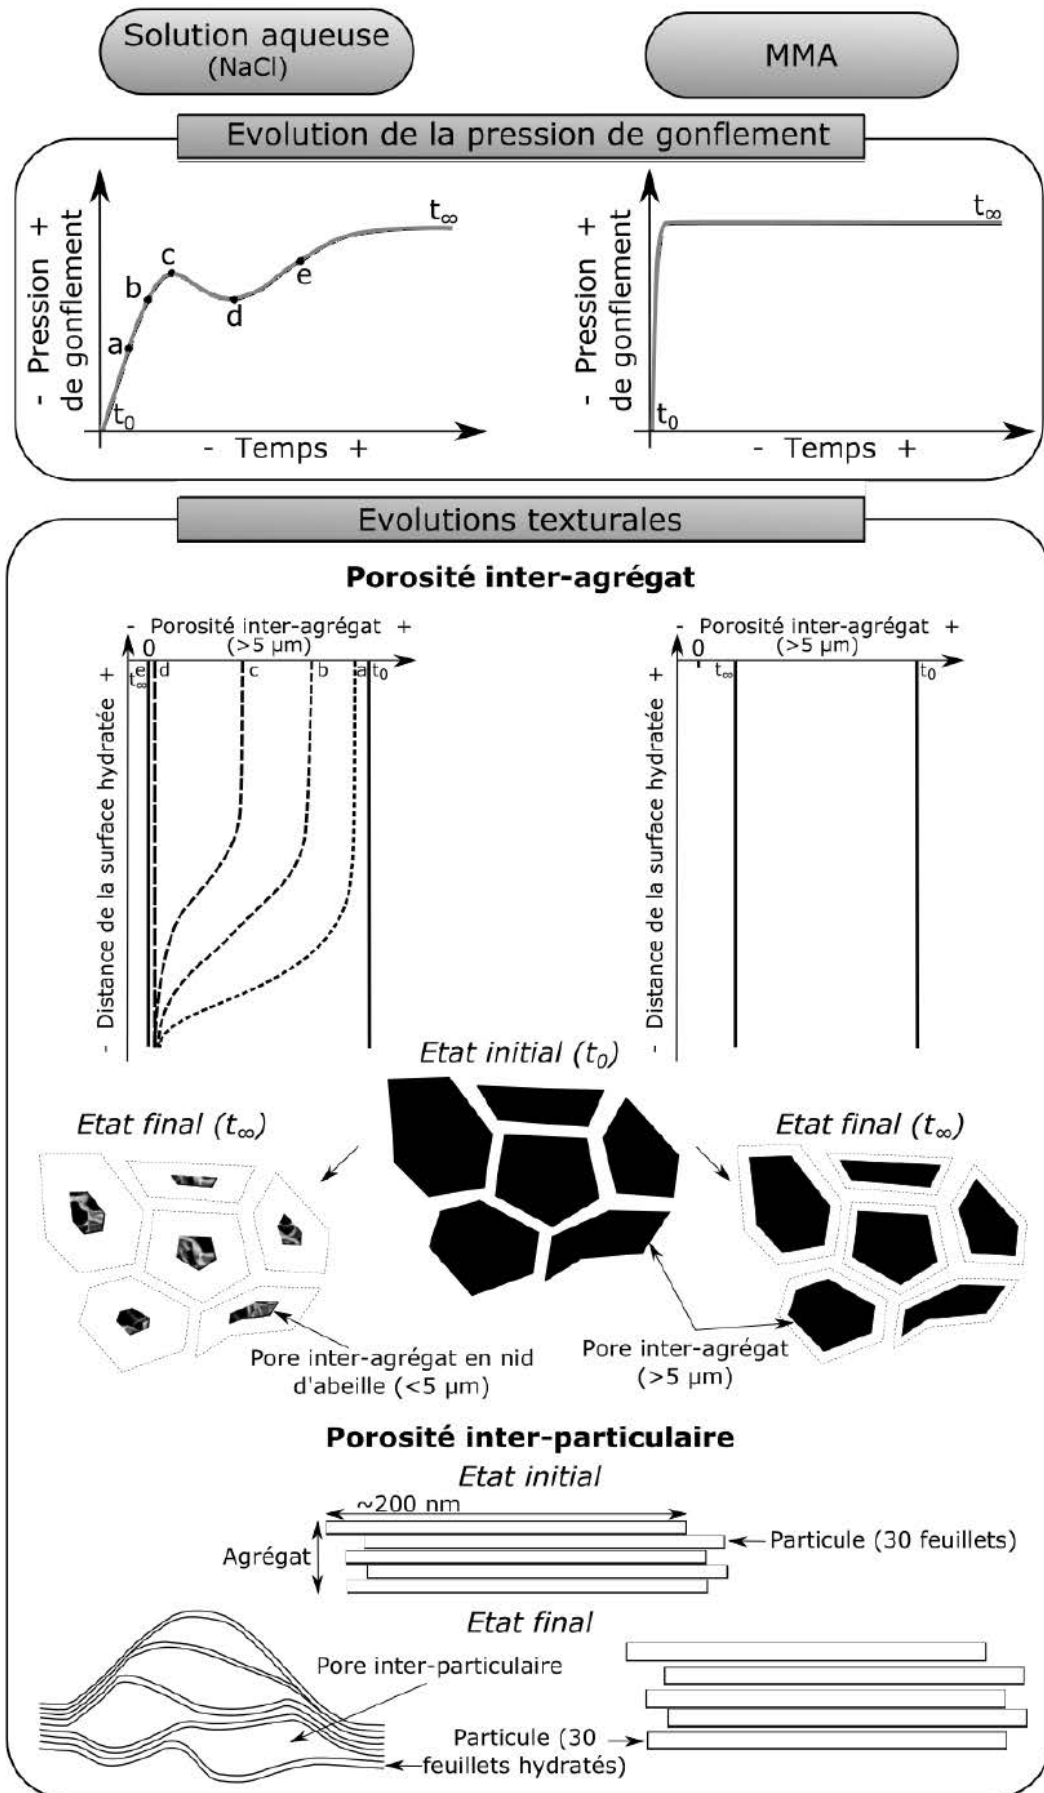 Solution aqueuse
(NaCl)
MMA
Evolution de la pression de gonflement
- Pression +
de gonflement
t∞
c
b
e
a
d
t₀
- Temps +
- Pression +
de gonflement
t∞
t₀
- Temps +
Evolutions texturales
Porosité inter-agrégat
- Porosité inter-agrégat +
0 (>5 µm)
e d c b a t₀
t∞
- Distance de la surface hydratée +
- Porosité inter-agrégat +
0 (>5 µm)
t∞ t₀
- Distance de la surface hydratée +
Etat initial (t₀)
Etat final (t∞)
Etat final (t∞)
Pore inter-agrégat en nid
d'abeille (<5 µm)
Pore inter-agrégat
(>5 µm)
Porosité inter-particulaire
Etat initial
~200 nm
Agrégat
Particule (30 feuillets)
Etat final
Pore inter-particulaire
Particule (30
feuillets hydratés)